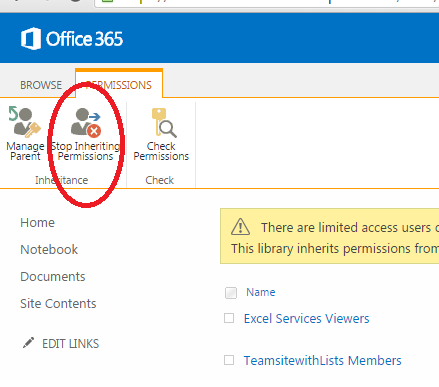 Office 365
BROWSE PERMISSIONS
Manage Parent
Stop Inheriting Permissions
Check Permissions
Inheritance
Check
Home
Notebook
Documents
Site Contents
EDIT LINKS
There are limited access users
This library inherits permissions from
Name
Excel Services Viewers
TeamsitewithLists Members